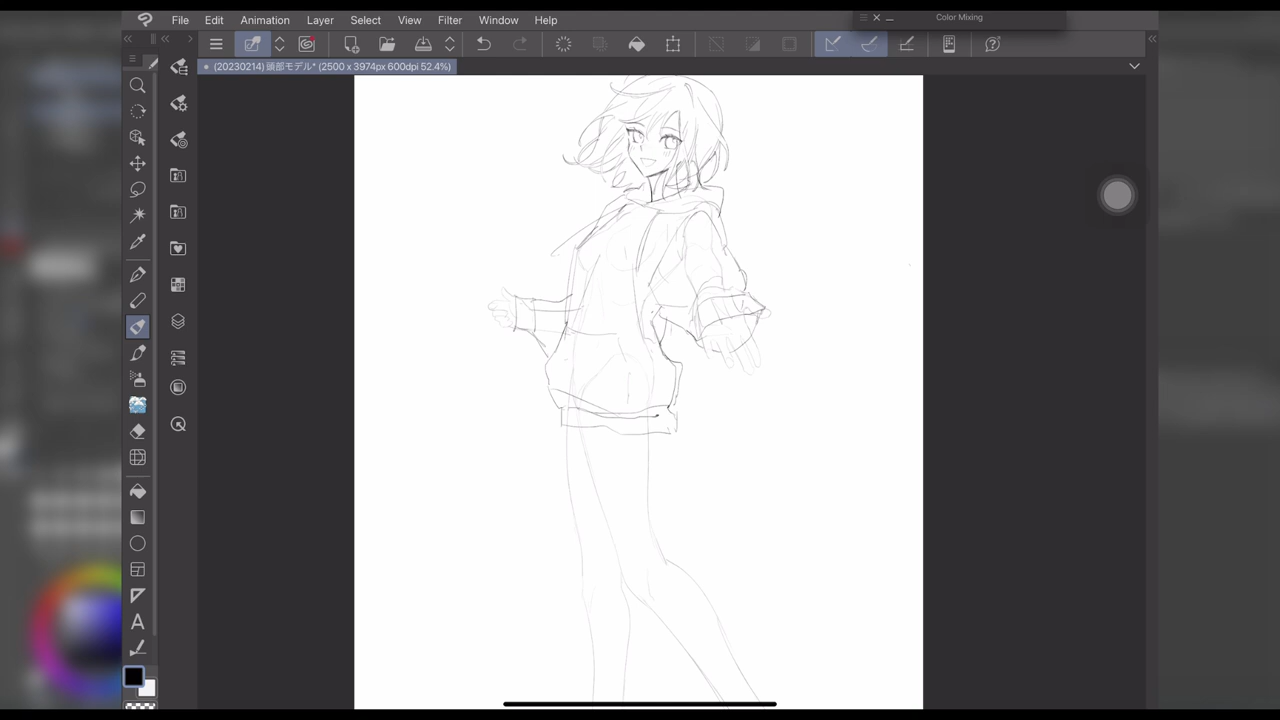 File Edit Animation Layer Select View Filter Window Help
Color Mixing
(20230214) 頭部モデル* (2500 x 3974px 600dpi 52.4%)